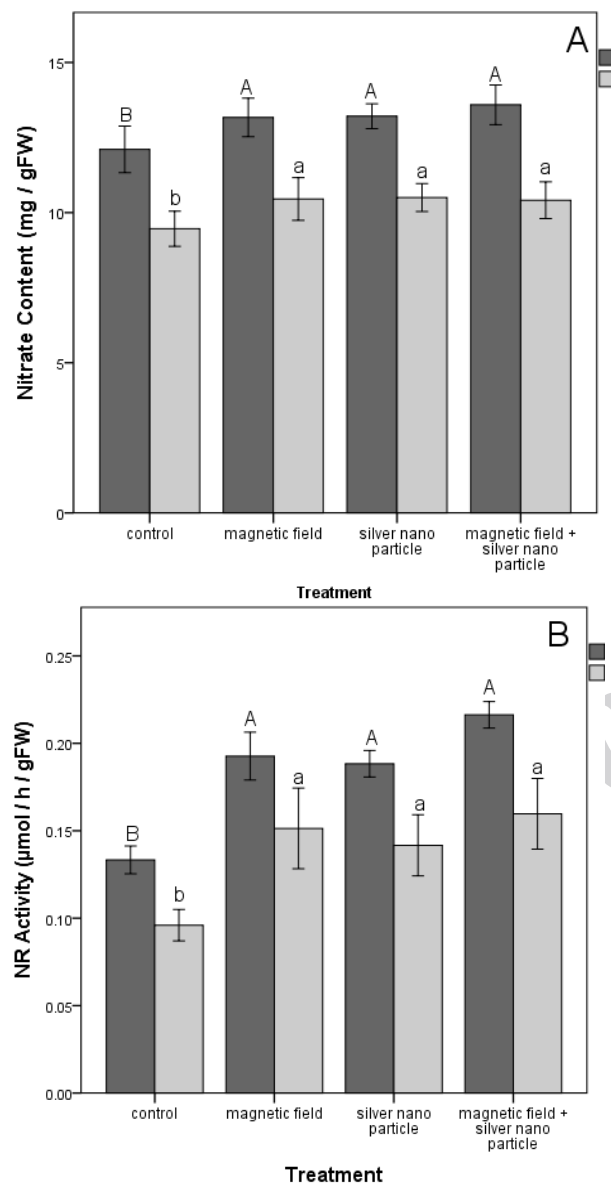 A
Nitrate Content (mg / gFW)
15
10
5
0
B
b
A
a
A
a
A
a
control
magnetic field
silver nano
particle
magnetic field +
silver nano
particle
Treatment
B
NR Activity (µmol / h / gFW)
0.25
0.20
0.15
0.10
0.05
0.00
B
b
A
a
A
a
A
a
control
magnetic field
silver nano
particle
magnetic field +
silver nano
particle
Treatment